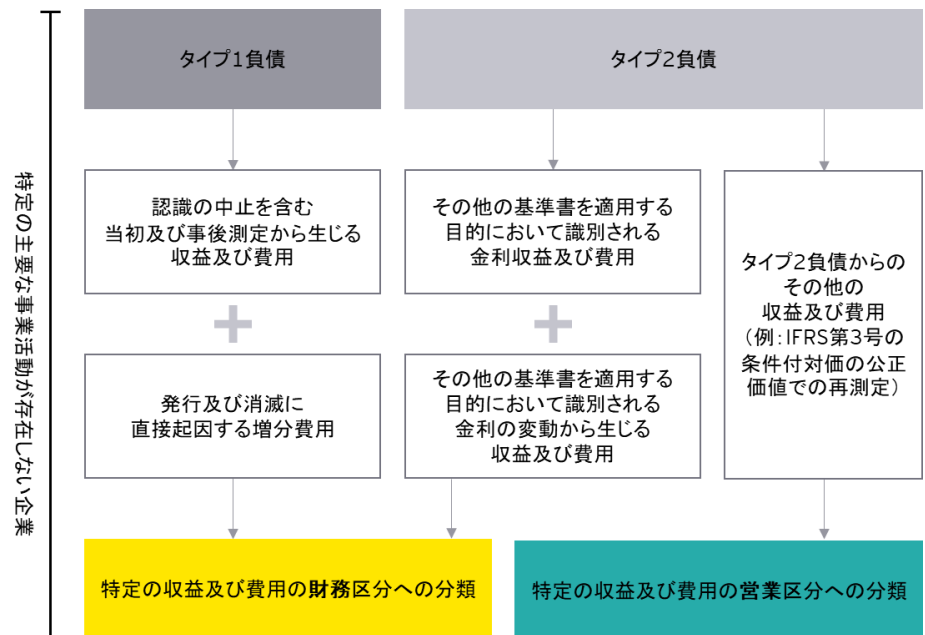 タイプ1負債
タイプ2負債
特定の主要な事業活動が存在しない企業
認識の中止を含む
当初及び事後測定から生じる
収益及び費用
その他の基準書を適用する
目的において識別される
金利収益及び費用
タイプ2負債からの
その他の
収益及び費用
(例:IFRS第3号の
条件付対価の公正
価値での再測定)
発行及び消滅に
直接起因する増分費用
その他の基準書を適用する
目的において識別される
金利の変動から生じる
収益及び費用
特定の収益及び費用の財務区分への分類
特定の収益及び費用の営業区分への分類